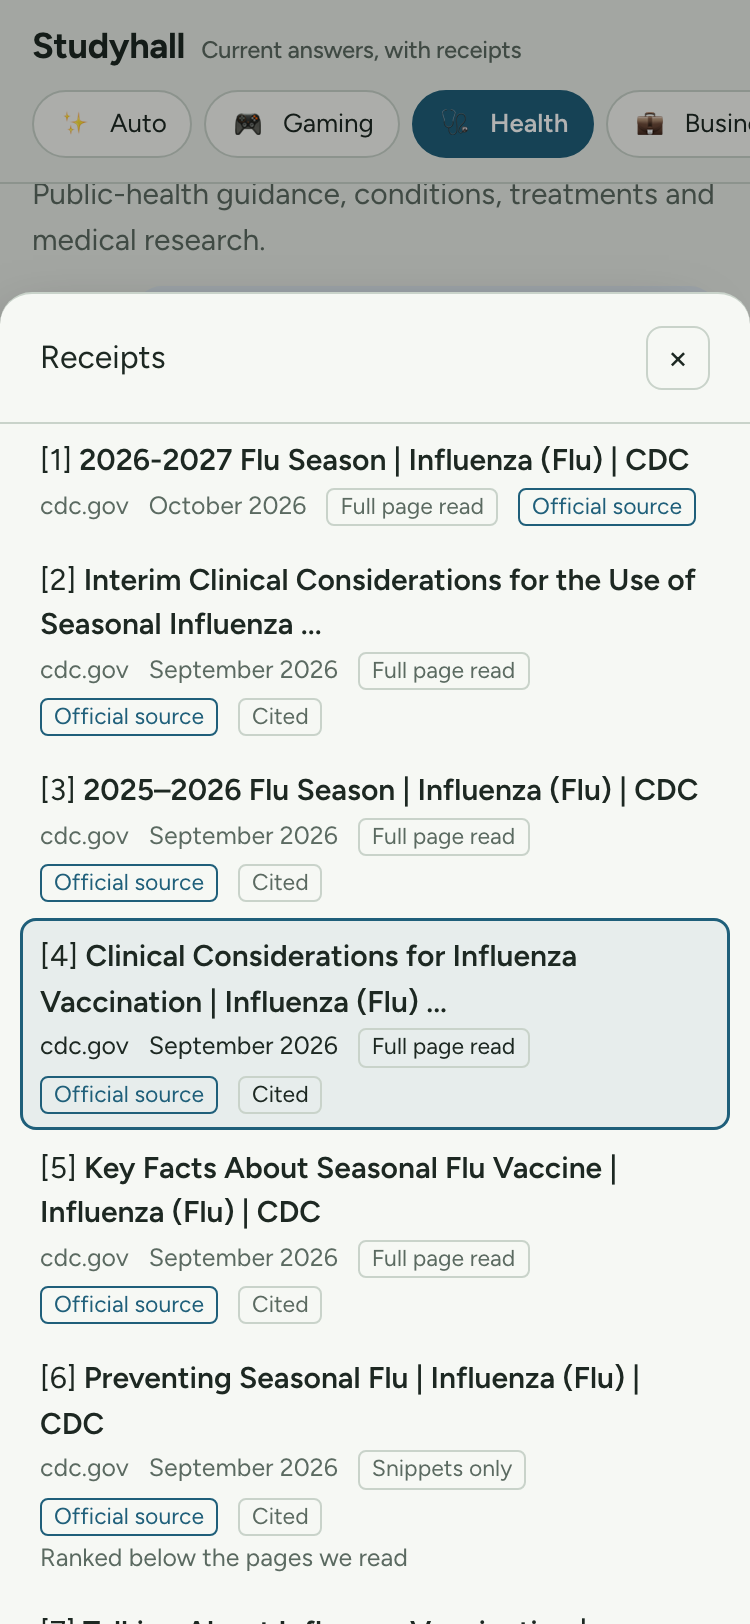 Studyhall Current answers, with receipts
Auto Gaming Health
Public-health guidance, conditions, treatments and
medical research.
Receipts
×
[1] 2026-2027 Flu Season | Influenza (Flu) | CDC
cdc.gov October 2026 Full page read Official source
[2] Interim Clinical Considerations for the Use of
Seasonal Influenza ...
cdc.gov September 2026 Full page read
Official source Cited
[3] 2025–2026 Flu Season | Influenza (Flu) | CDC
cdc.gov September 2026 Full page read
Official source Cited
[4] Clinical Considerations for Influenza
Vaccination | Influenza (Flu) ...
cdc.gov September 2026 Full page read
Official source Cited
[5] Key Facts About Seasonal Flu Vaccine |
Influenza (Flu) | CDC
cdc.gov September 2026 Full page read
Official source Cited
[6] Preventing Seasonal Flu | Influenza (Flu) |
CDC
cdc.gov September 2026 Snippets only
Official source Cited
Ranked below the pages we read